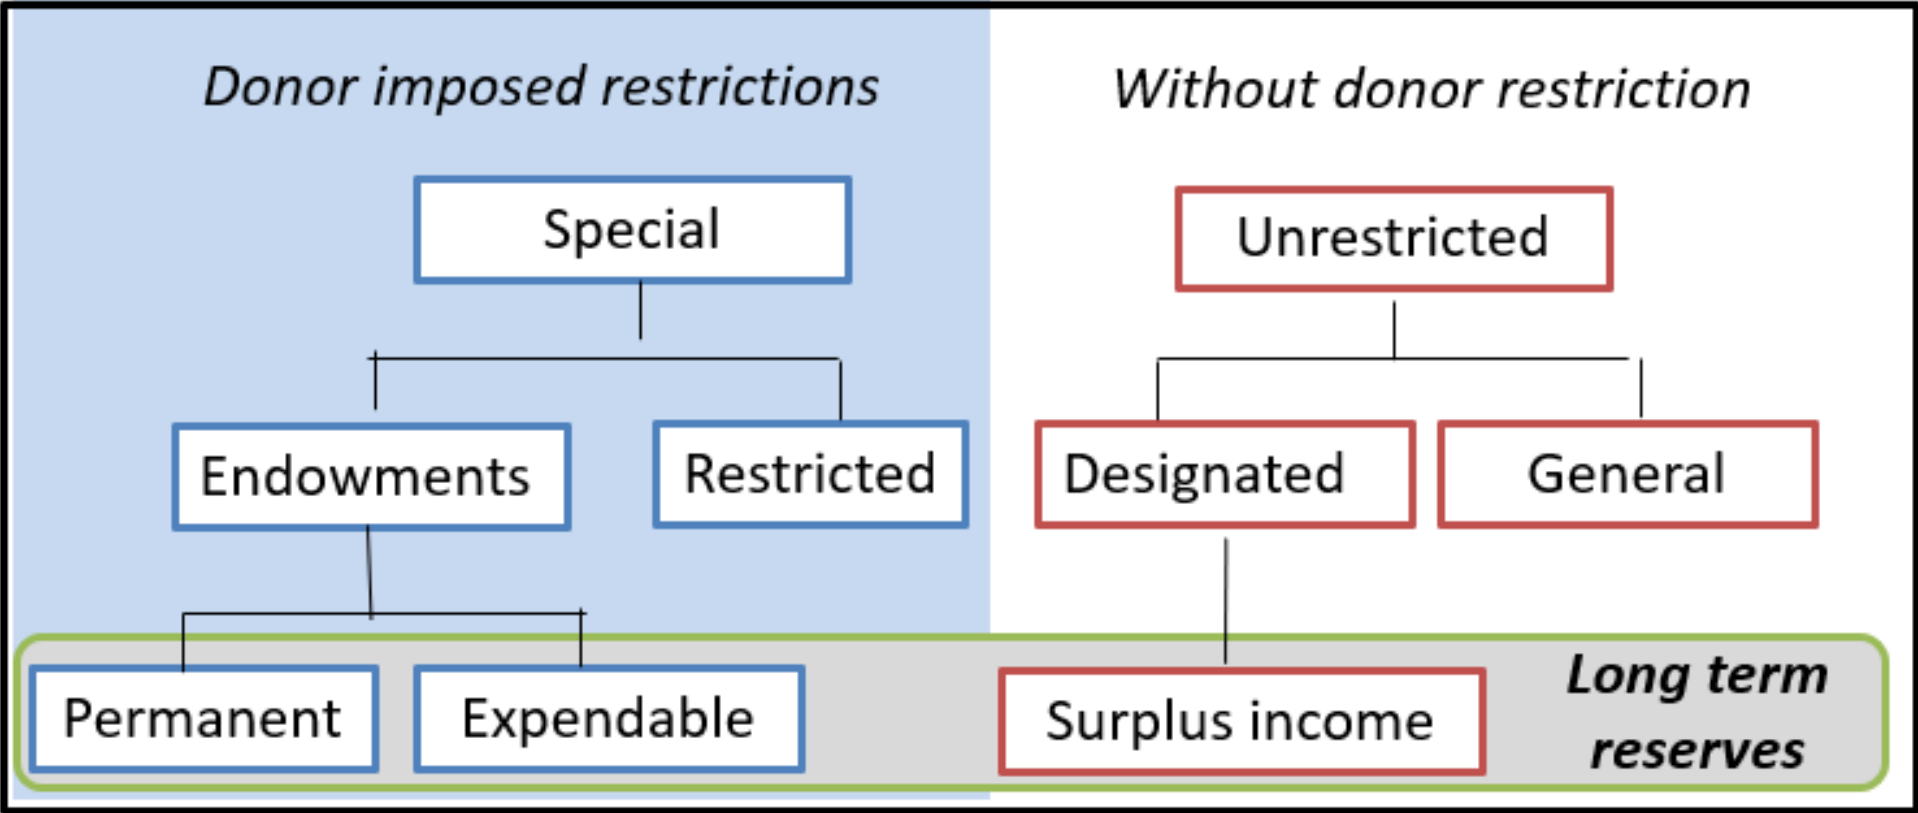 Donor imposed restrictions
Without donor restriction
Special
Unrestricted
Endowments
Restricted
Designated
General
Permanent
Expendable
Surplus income
Long term
reserves